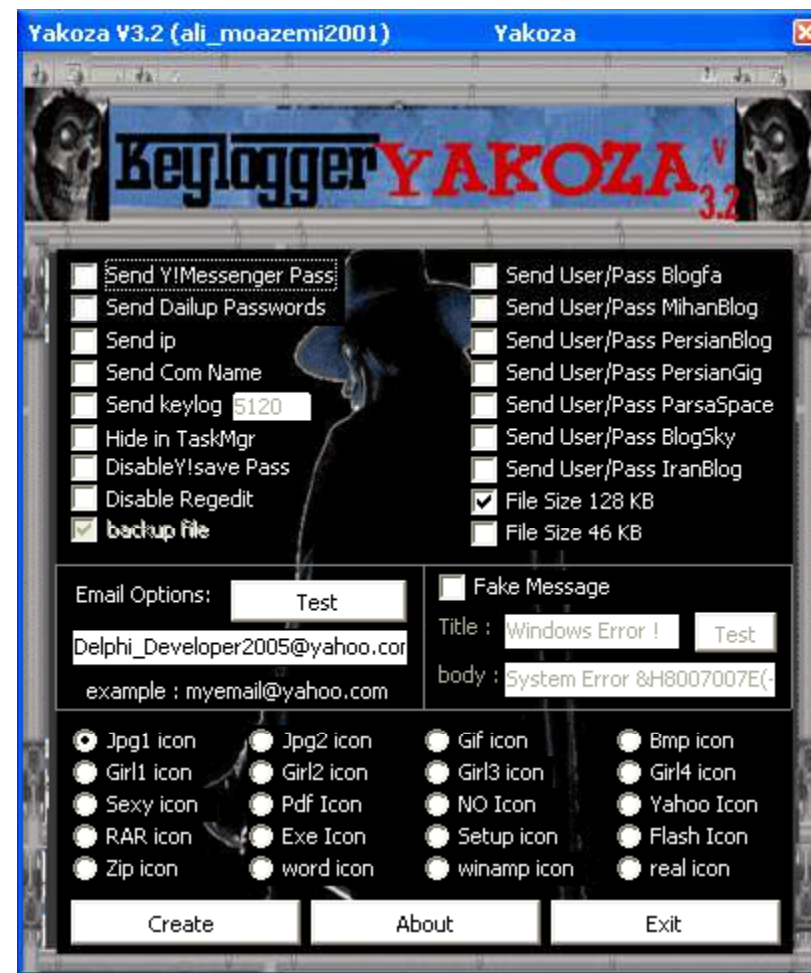 Yakoza V3.2 (ali_moazemi2001) Yakoza
Keylogger YAKOZA v 3.2
Send Y!Messenger Pass
Send Dailup Passwords
Send ip
Send Com Name
Send keylog 5120
Hide in TaskMgr
DisableY!save Pass
Disable Regedit
backup file
Send User/Pass Blogfa
Send User/Pass MihanBlog
Send User/Pass PersianBlog
Send User/Pass PersianGig
Send User/Pass ParsaSpace
Send User/Pass BlogSky
Send User/Pass IranBlog
File Size 128 KB
File Size 46 KB
Email Options: Test
Delphi_Developer2005@yahoo.cor
example : myemail@yahoo.com
Fake Message
Title : Windows Error ! Test
body : System Error &H8007007E(-
Jpg1 icon Jpg2 icon Gif icon Bmp icon
Girl1 icon Girl2 icon Girl3 icon Girl4 icon
Sexy icon Pdf Icon NO Icon Yahoo Icon
RAR icon Exe Icon Setup icon Flash Icon
Zip icon word icon winamp icon real icon
Create About Exit